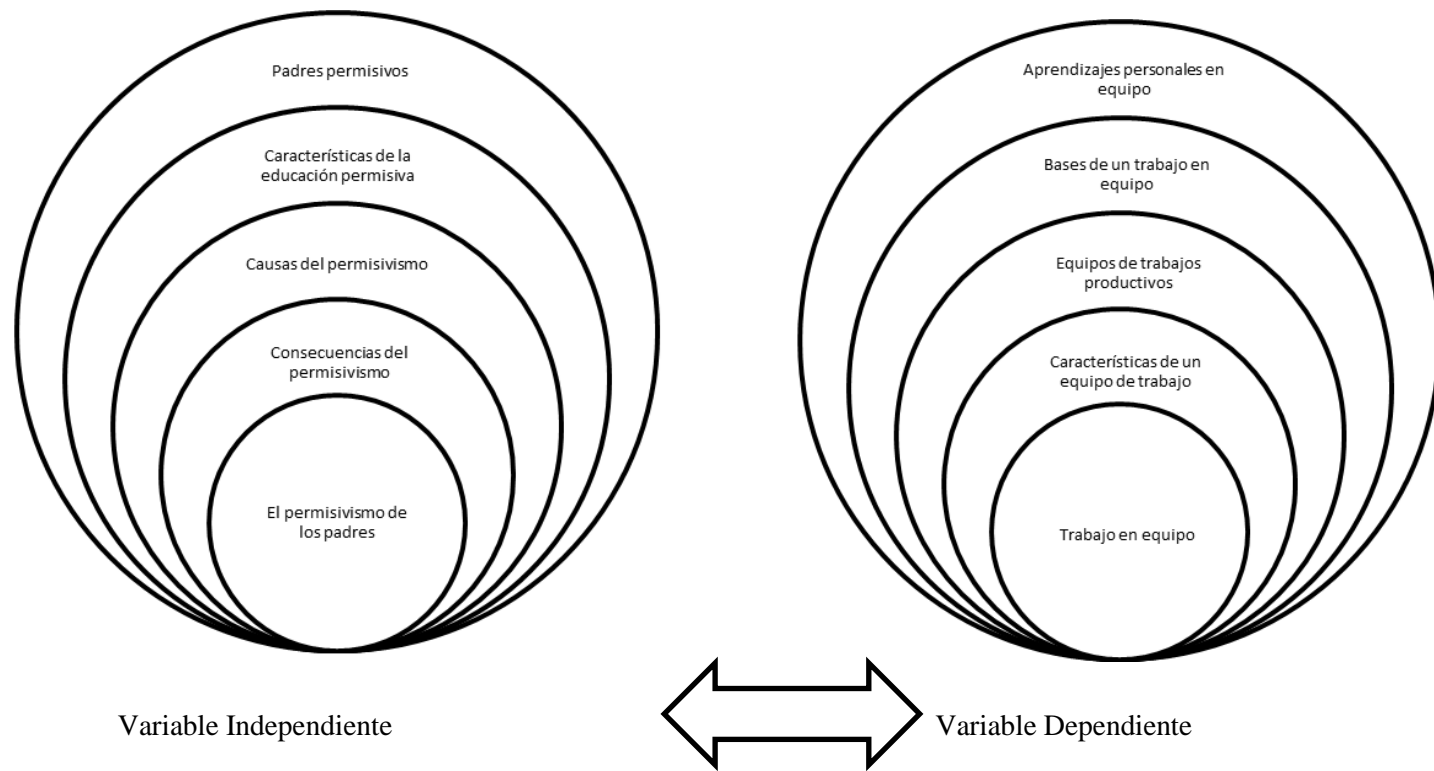 Padres permisivos
Características de la
educación permisiva
Causas del permisivismo
Consecuencias del
permisivismo
El permisivismo de
los padres
Aprendizajes personales en
equipo
Bases de un trabajo en
equipo
Equipos de trabajos
productivos
Características de un
equipo de trabajo
Trabajo en equipo
Variable Independiente
Variable Dependiente